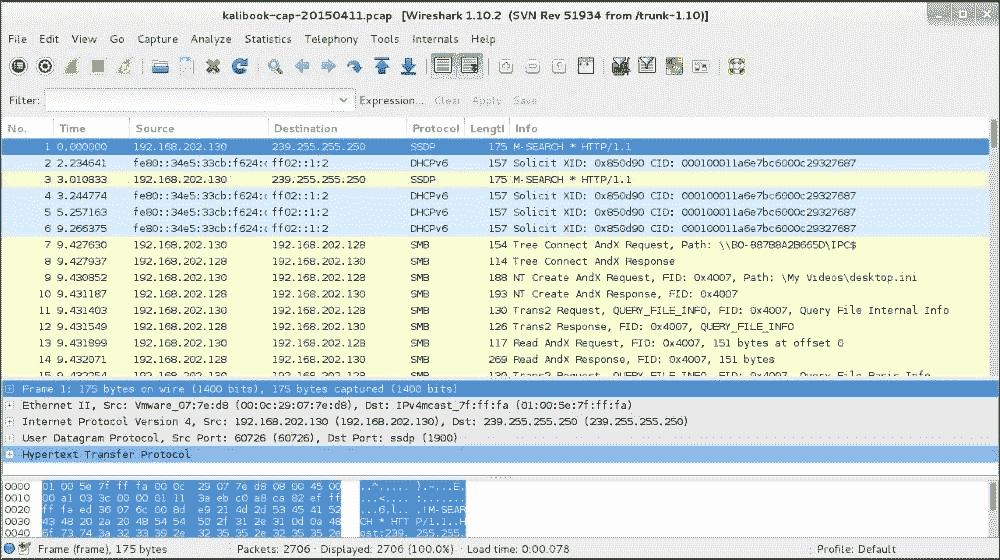 kalibook-cap-20150411.pcap [Wireshark 1.10.2 (SVN Rev 51934 from /trunk-1.10)]
File Edit View Go Capture Analyze Statistics Telephony Tools Internals Help
Filter: Expression... Clear Apply Save
No. Time Source Destination Protocol Lengtl Info
1 0.000000 192.168.202.130 239.255.255.250 SSDP 175 M-SEARCH * HTTP/1.1
2 2.234641 fe80::34e5:33cb:f624:( ff02::1:2 DHCPv6 157 Solicit XID: 0x850d90 CID: 000100011a6e7bc6000c29327687
3 3.010833 192.168.202.130 239.255.255.250 SSDP 175 M-SEARCH * HTTP/1.1
4 3.244774 fe80::34e5:33cb:f624:( ff02::1:2 DHCPv6 157 Solicit XID: 0x850d90 CID: 000100011a6e7bc6000c29327687
5 5.257163 fe80::34e5:33cb:f624:( ff02::1:2 DHCPv6 157 Solicit XID: 0x850d90 CID: 000100011a6e7bc6000c29327687
6 9.266375 fe80::34e5:33cb:f624:( ff02::1:2 DHCPv6 157 Solicit XID: 0x850d90 CID: 000100011a6e7bc6000c29327687
7 9.427630 192.168.202.130 192.168.202.128 SMB 154 Tree Connect AndX Request, Path: \\BO-887B8A2B665D\IPC$
8 9.427937 192.168.202.128 192.168.202.130 SMB 114 Tree Connect AndX Response
9 9.430852 192.168.202.130 192.168.202.128 SMB 188 NT Create AndX Request, FID: 0x4007, Path: \My Videos\desktop.ini
10 9.431187 192.168.202.128 192.168.202.130 SMB 193 NT Create AndX Response, FID: 0x4007
11 9.431403 192.168.202.130 192.168.202.128 SMB 130 Trans2 Request, QUERY_FILE_INFO, FID: 0x4007, Query File Internal Info
12 9.431549 192.168.202.128 192.168.202.130 SMB 126 Trans2 Response, FID: 0x4007, QUERY_FILE_INFO
13 9.431899 192.168.202.130 192.168.202.128 SMB 117 Read AndX Request, FID: 0x4007, 151 bytes at offset 0
14 9.432071 192.168.202.128 192.168.202.130 SMB 269 Read AndX Response, FID: 0x4007, 151 bytes
Frame 1: 175 bytes on wire (1400 bits), 175 bytes captured (1400 bits)
Ethernet II, Src: Vmware_07:7e:d8 (00:0c:29:07:7e:d8), Dst: IPv4mcast_7f:ff:fa (01:00:5e:7f:ff:fa)
Internet Protocol Version 4, Src: 192.168.202.130 (192.168.202.130), Dst: 239.255.255.250 (239.255.255.250)
User Datagram Protocol, Src Port: 60726 (60726), Dst Port: ssdp (1900)
Hypertext Transfer Protocol
0000 01 00 5e 7f ff fa 00 0c 29 07 7e d8 08 00 45 00 ..^..... ).~...E.
0010 00 a1 03 3c 00 00 01 11 3a eb c0 a8 ca 82 ef ff ...<.... :.......
0020 ff fa ed 36 07 6c 00 8d e9 21 4d 2d 53 45 41 52 ...6.l.. .!M-SEAR
0030 43 48 20 2a 20 48 54 54 50 2f 31 2e 31 0d 0a 48 CH * HTT P/1.1..H
0040 6f 73 74 3a 32 33 39 2e 32 35 35 2e 32 35 35 2e ost:239. 255.255.
Frame (frame), 175 bytes Packets: 2706 · Displayed: 2706 (100.0%) · Load time: 0:00.078 Profile: Default